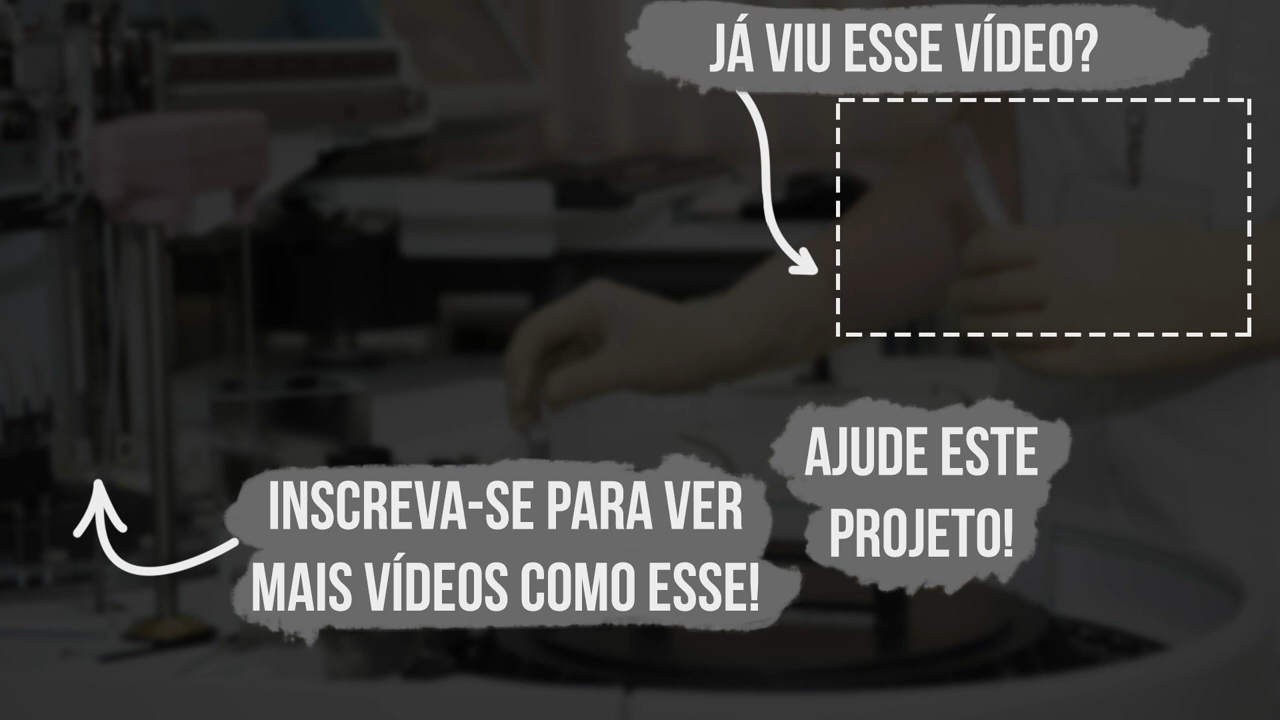 JÁ VIU ESSE VÍDEO?
AJUDE ESTE
PROJETO!
INSCREVA-SE PARA VER
MAIS VÍDEOS COMO ESSE!